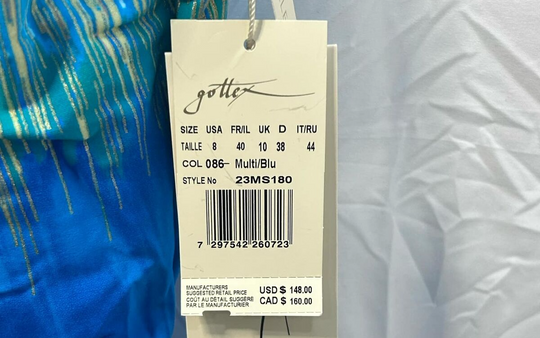 gottex
SIZE USA FR/IL UK D IT/RU
TAILLE 8 40 10 38 44
COL 086- Multi/Blu
STYLE No 23MS180
7 297542 260723
MANUFACTURERS
SUGGESTED RETAIL PRICE USD $ 148.00
COÛT AU DÉTAIL SUGGÉRÉ CAD $ 160.00
PAR LE MANUFACTURIER